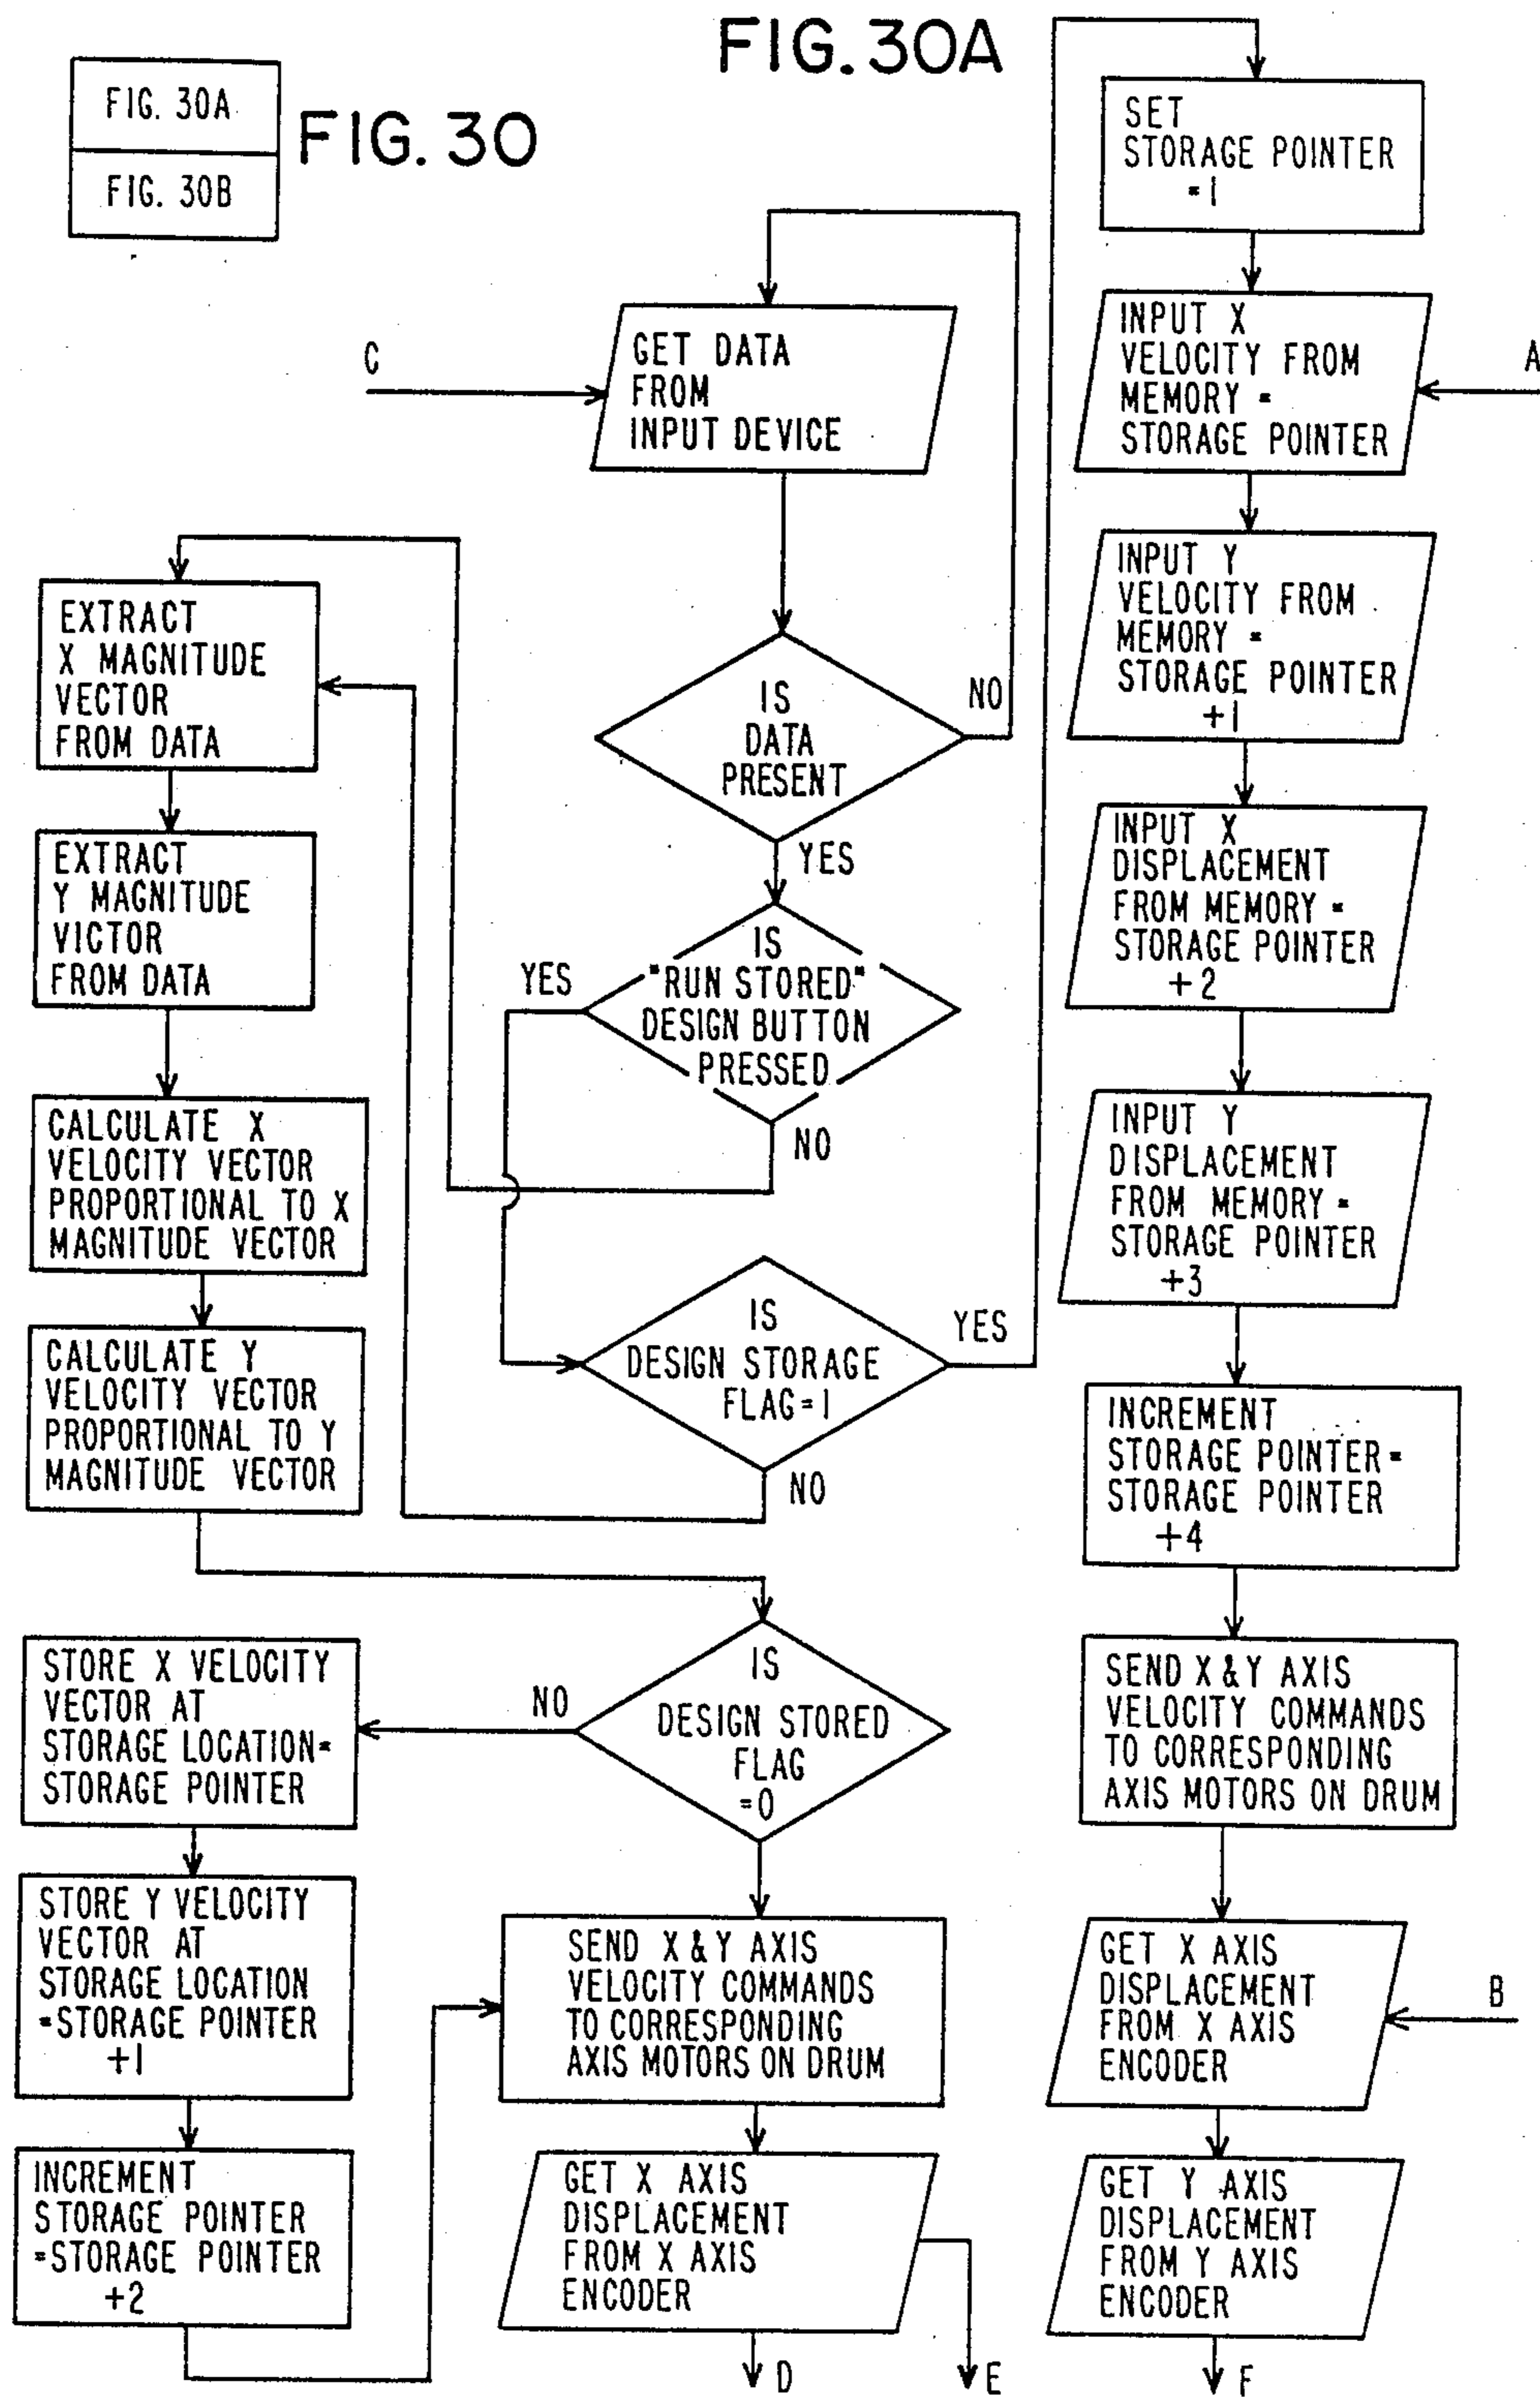 FIG. 30A
FIG. 30A
FIG. 30B
FIG. 30
GET DATA
FROM
INPUT DEVICE
C
IS
DATA
PRESENT
NO
YES
IS
"RUN STORED"
DESIGN BUTTON
PRESSED
YES
NO
IS
DESIGN STORAGE
FLAG=1
YES
NO
EXTRACT
X MAGNITUDE
VECTOR
FROM DATA
EXTRACT
Y MAGNITUDE
VICTOR
FROM DATA
CALCULATE X
VELOCITY VECTOR
PROPORTIONAL TO X
MAGNITUDE VECTOR
CALCULATE Y
VELOCITY VECTOR
PROPORTIONAL TO Y
MAGNITUDE VECTOR
IS
DESIGN STORED
FLAG
=0
NO
STORE X VELOCITY
VECTOR AT
STORAGE LOCATION=
STORAGE POINTER
STORE Y VELOCITY
VECTOR AT
STORAGE LOCATION
=STORAGE POINTER
+1
INCREMENT
STORAGE POINTER
=STORAGE POINTER
+2
SEND X & Y AXIS
VELOCITY COMMANDS
TO CORRESPONDING
AXIS MOTORS ON DRUM
GET X AXIS
DISPLACEMENT
FROM X AXIS
ENCODER
D
E
SET
STORAGE POINTER
=1
INPUT X
VELOCITY FROM
MEMORY =
STORAGE POINTER
A
INPUT Y
VELOCITY FROM
MEMORY =
STORAGE POINTER
+1
INPUT X
DISPLACEMENT
FROM MEMORY =
STORAGE POINTER
+2
INPUT Y
DISPLACEMENT
FROM MEMORY =
STORAGE POINTER
+3
INCREMENT
STORAGE POINTER=
STORAGE POINTER
+4
SEND X & Y AXIS
VELOCITY COMMANDS
TO CORRESPONDING
AXIS MOTORS ON DRUM
GET X AXIS
DISPLACEMENT
FROM X AXIS
ENCODER
B
GET Y AXIS
DISPLACEMENT
FROM Y AXIS
ENCODER
F